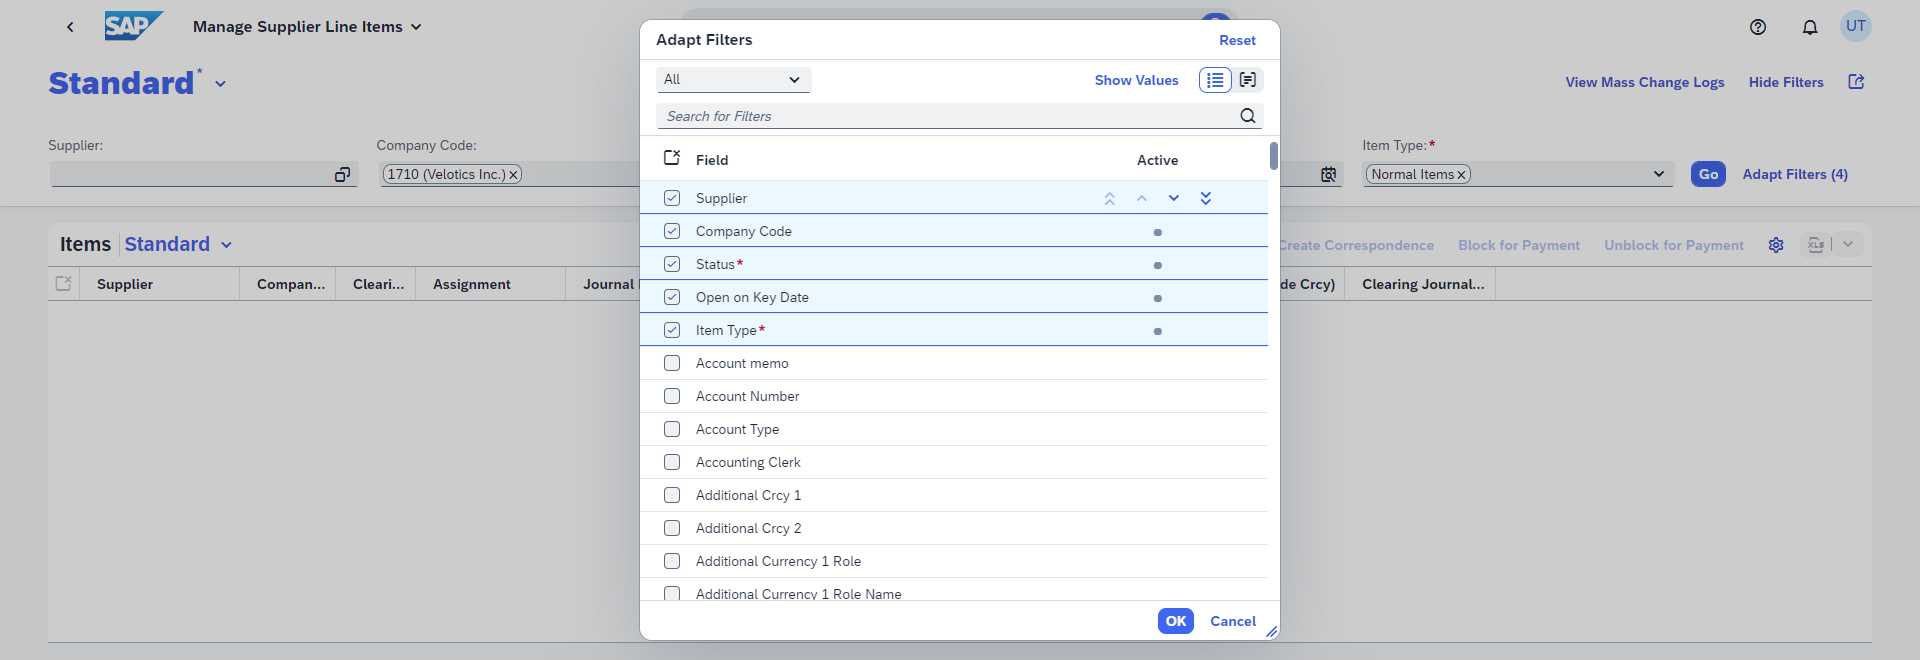 SAP
Manage Supplier Line Items
UT
Standard*
View Mass Change Logs
Hide Filters
Supplier:
Company Code:
1710 (Velotics Inc.)
Item Type:*
Normal Items
Go
Adapt Filters (4)
Items
Standard
Create Correspondence
Block for Payment
Unblock for Payment
Supplier
Compan...
Cleari...
Assignment
Journal
de Crcy)
Clearing Journal...
Adapt Filters
Reset
All
Show Values
Search for Filters
Field
Active
Supplier
Company Code
Status*
Open on Key Date
Item Type*
Account memo
Account Number
Account Type
Accounting Clerk
Additional Crcy 1
Additional Crcy 2
Additional Currency 1 Role
Additional Currency 1 Role Name
OK
Cancel